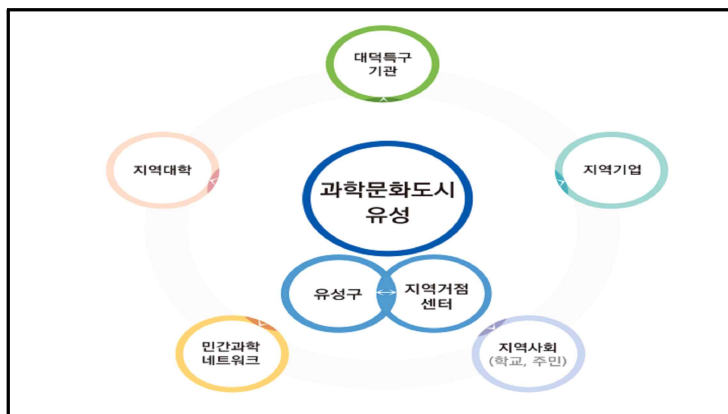 대덕특구
기관
지역대학
지역기업
과학문화도시
유성
유성구
지역거점
센터
민간과학
네트워크
지역사회
(학교, 주민)